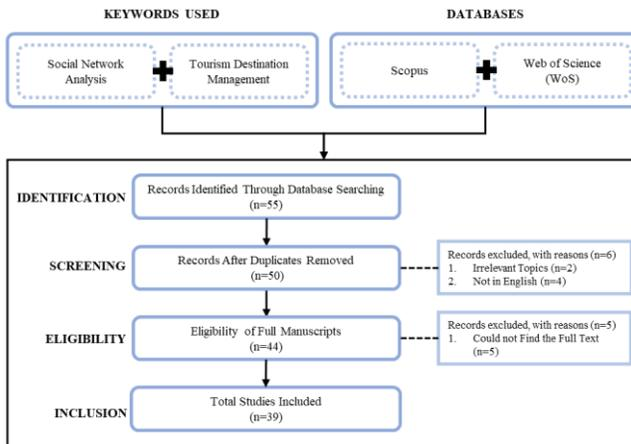 KEYWORDS USED
DATABASES
Social Network
Analysis
Tourism Destination
Management
Scopus
Web of Science
(WoS)
IDENTIFICATION
Records Identified Through Database Searching
(n=55)
SCREENING
Records After Duplicates Removed
(n=50)
Records excluded, with reasons (n=6)
1. Irrelevant Topics (n=2)
2. Not in English (n=4)
ELIGIBILITY
Eligibility of Full Manuscripts
(n=44)
Records excluded, with reasons (n=5)
1. Could not Find the Full Text
(n=5)
INCLUSION
Total Studies Included
(n=39)